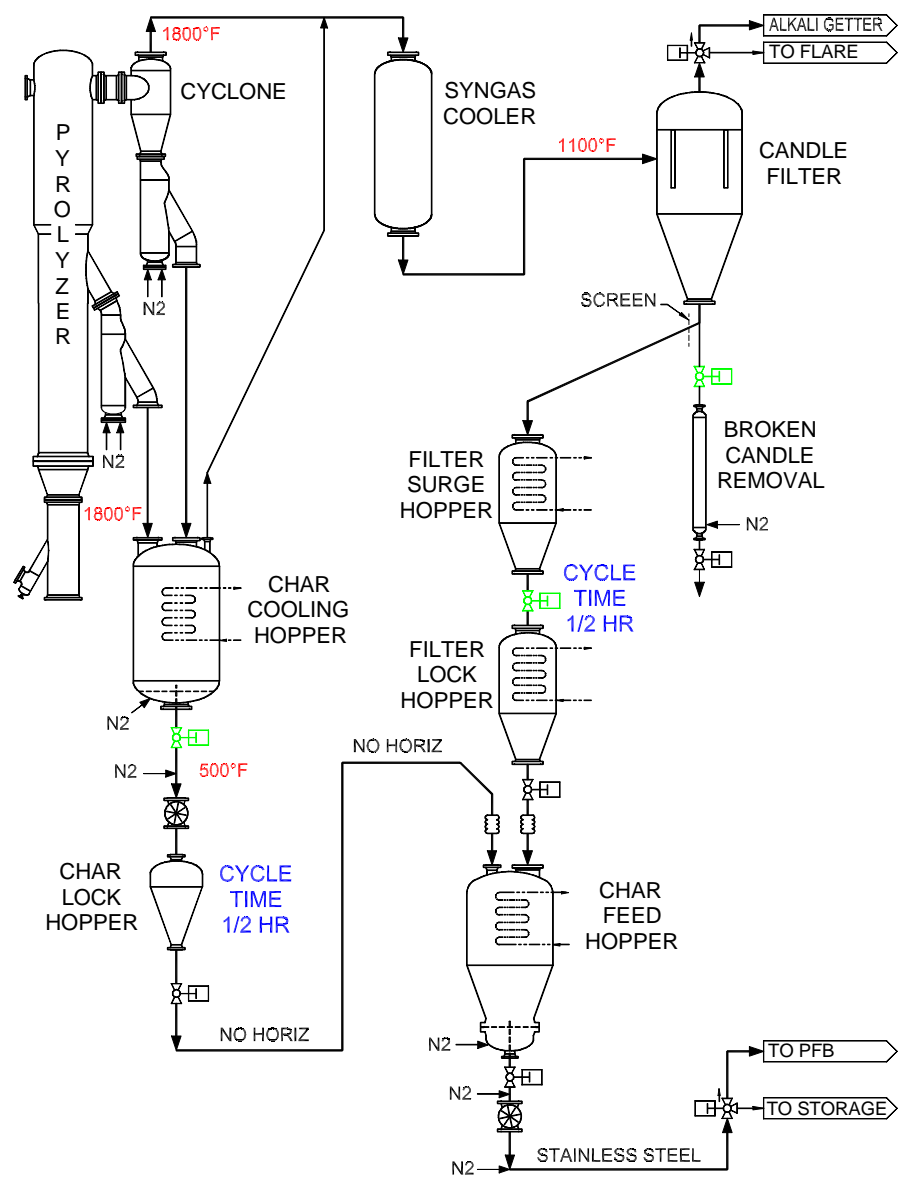 1800°F
ALKALI GETTER
TO FLARE
CYCLONE
SYNGAS
COOLER
PYROLYZER
1100°F
CANDLE
FILTER
N2
SCREEN
N2
BROKEN
CANDLE
REMOVAL
N2
FILTER
SURGE
HOPPER
1800°F
CYCLE
TIME
1/2 HR
CHAR
COOLING
HOPPER
FILTER
LOCK
HOPPER
N2
NO HORIZ
N2
500°F
CHAR
LOCK
HOPPER
CYCLE
TIME
1/2 HR
CHAR
FEED
HOPPER
NO HORIZ
N2
TO PFB
N2
TO STORAGE
STAINLESS STEEL
N2